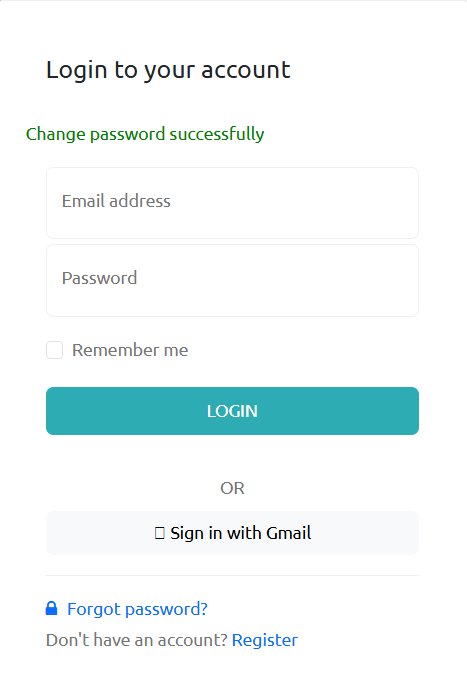 Login to your account
Change password successfully
Email address
Password
Remember me
LOGIN
OR
Sign in with Gmail
Forgot password?
Don't have an account? Register